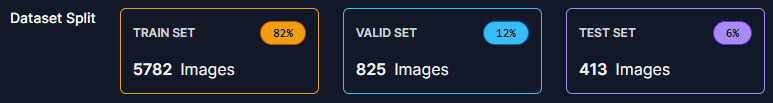 Dataset Split
TRAIN SET 82%
5782 Images
VALID SET 12%
825 Images
TEST SET 6%
413 Images